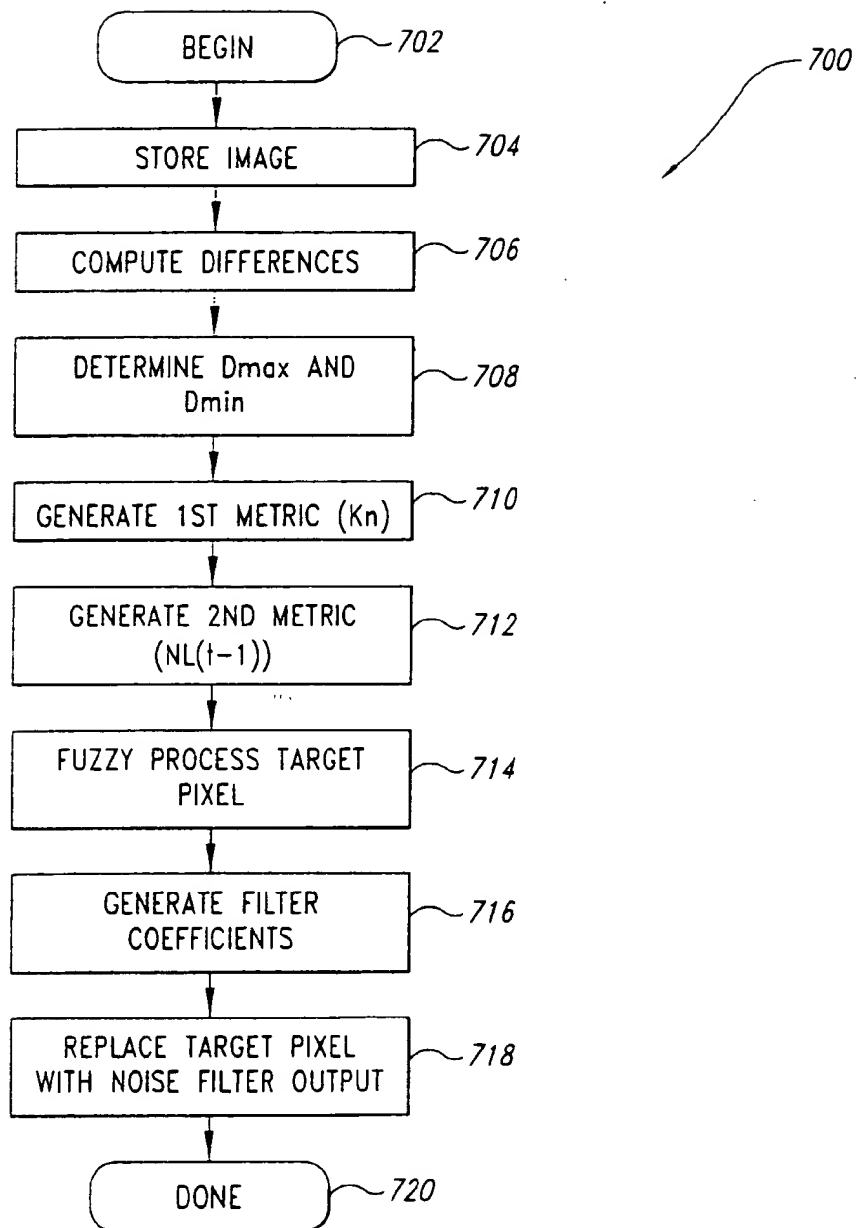 BEGIN
702
700
STORE IMAGE
704
COMPUTE DIFFERENCES
706
DETERMINE Dmax AND
Dmin
708
GENERATE 1ST METRIC (Kn)
710
GENERATE 2ND METRIC
(NL(t-1))
712
FUZZY PROCESS TARGET
PIXEL
714
GENERATE FILTER
COEFFICIENTS
716
REPLACE TARGET PIXEL
WITH NOISE FILTER OUTPUT
718
DONE
720